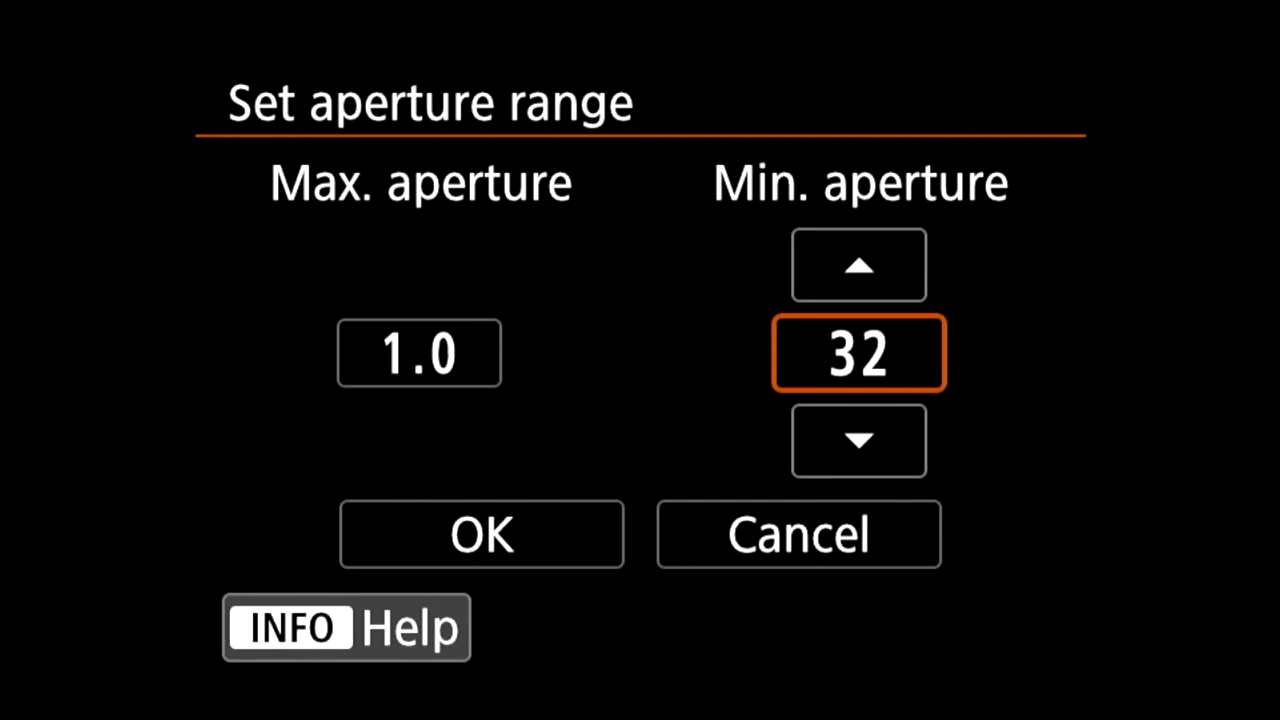 Set aperture range
Max. aperture Min. aperture
1.0 32
OK Cancel
INFO Help